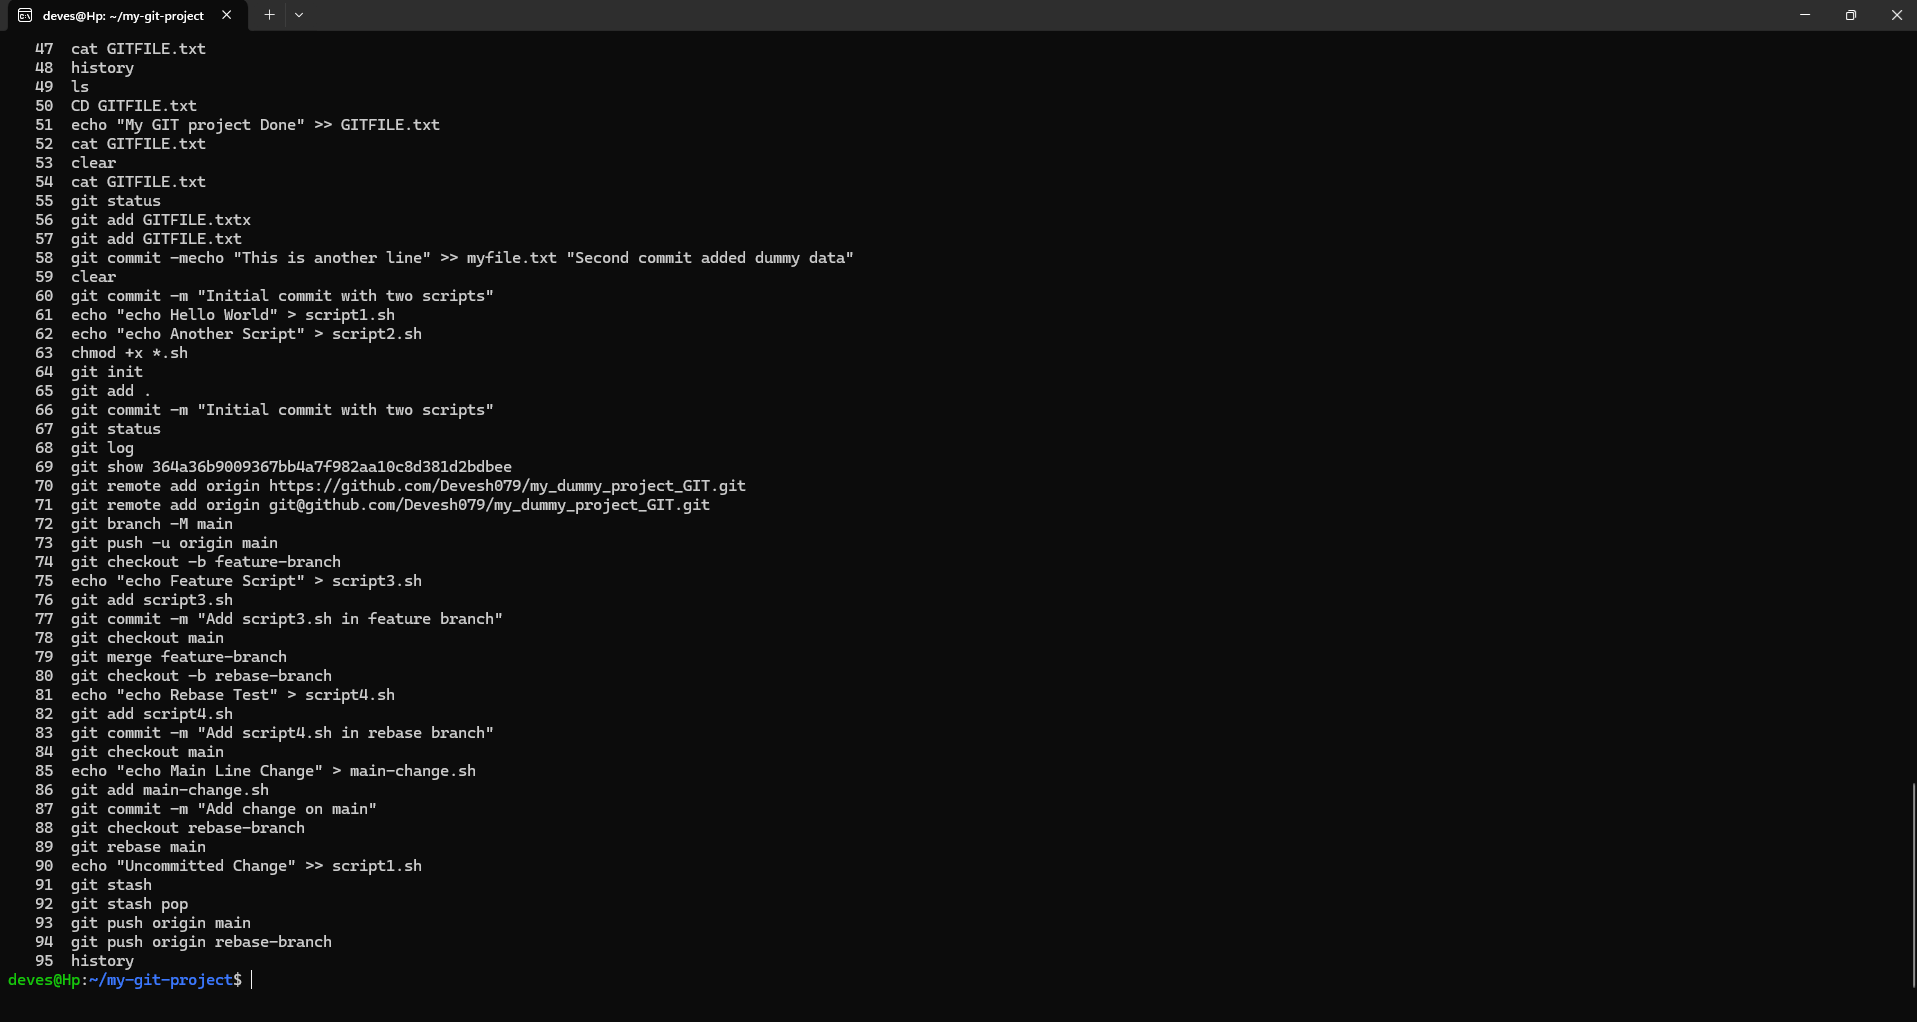 deves@Hp: ~/my-git-project
47 cat GITFILE.txt
48 history
49 ls
50 CD GITFILE.txt
51 echo "My GIT project Done" >> GITFILE.txt
52 cat GITFILE.txt
53 clear
54 cat GITFILE.txt
55 git status
56 git add GITFILE.txtx
57 git add GITFILE.txt
58 git commit -mecho "This is another line" >> myfile.txt "Second commit added dummy data"
59 clear
60 git commit -m "Initial commit with two scripts"
61 echo "echo Hello World" > script1.sh
62 echo "echo Another Script" > script2.sh
63 chmod +x *.sh
64 git init
65 git add .
66 git commit -m "Initial commit with two scripts"
67 git status
68 git log
69 git show 364a36b9009367bb4a7f982aa10c8d381d2bdbee
70 git remote add origin https://github.com/Devesh079/my_dummy_project_GIT.git
71 git remote add origin git@github.com/Devesh079/my_dummy_project_GIT.git
72 git branch -M main
73 git push -u origin main
74 git checkout -b feature-branch
75 echo "echo Feature Script" > script3.sh
76 git add script3.sh
77 git commit -m "Add script3.sh in feature branch"
78 git checkout main
79 git merge feature-branch
80 git checkout -b rebase-branch
81 echo "echo Rebase Test" > script4.sh
82 git add script4.sh
83 git commit -m "Add script4.sh in rebase branch"
84 git checkout main
85 echo "echo Main Line Change" > main-change.sh
86 git add main-change.sh
87 git commit -m "Add change on main"
88 git checkout rebase-branch
89 git rebase main
90 echo "Uncommitted Change" >> script1.sh
91 git stash
92 git stash pop
93 git push origin main
94 git push origin rebase-branch
95 history
deves@Hp:~/my-git-project$